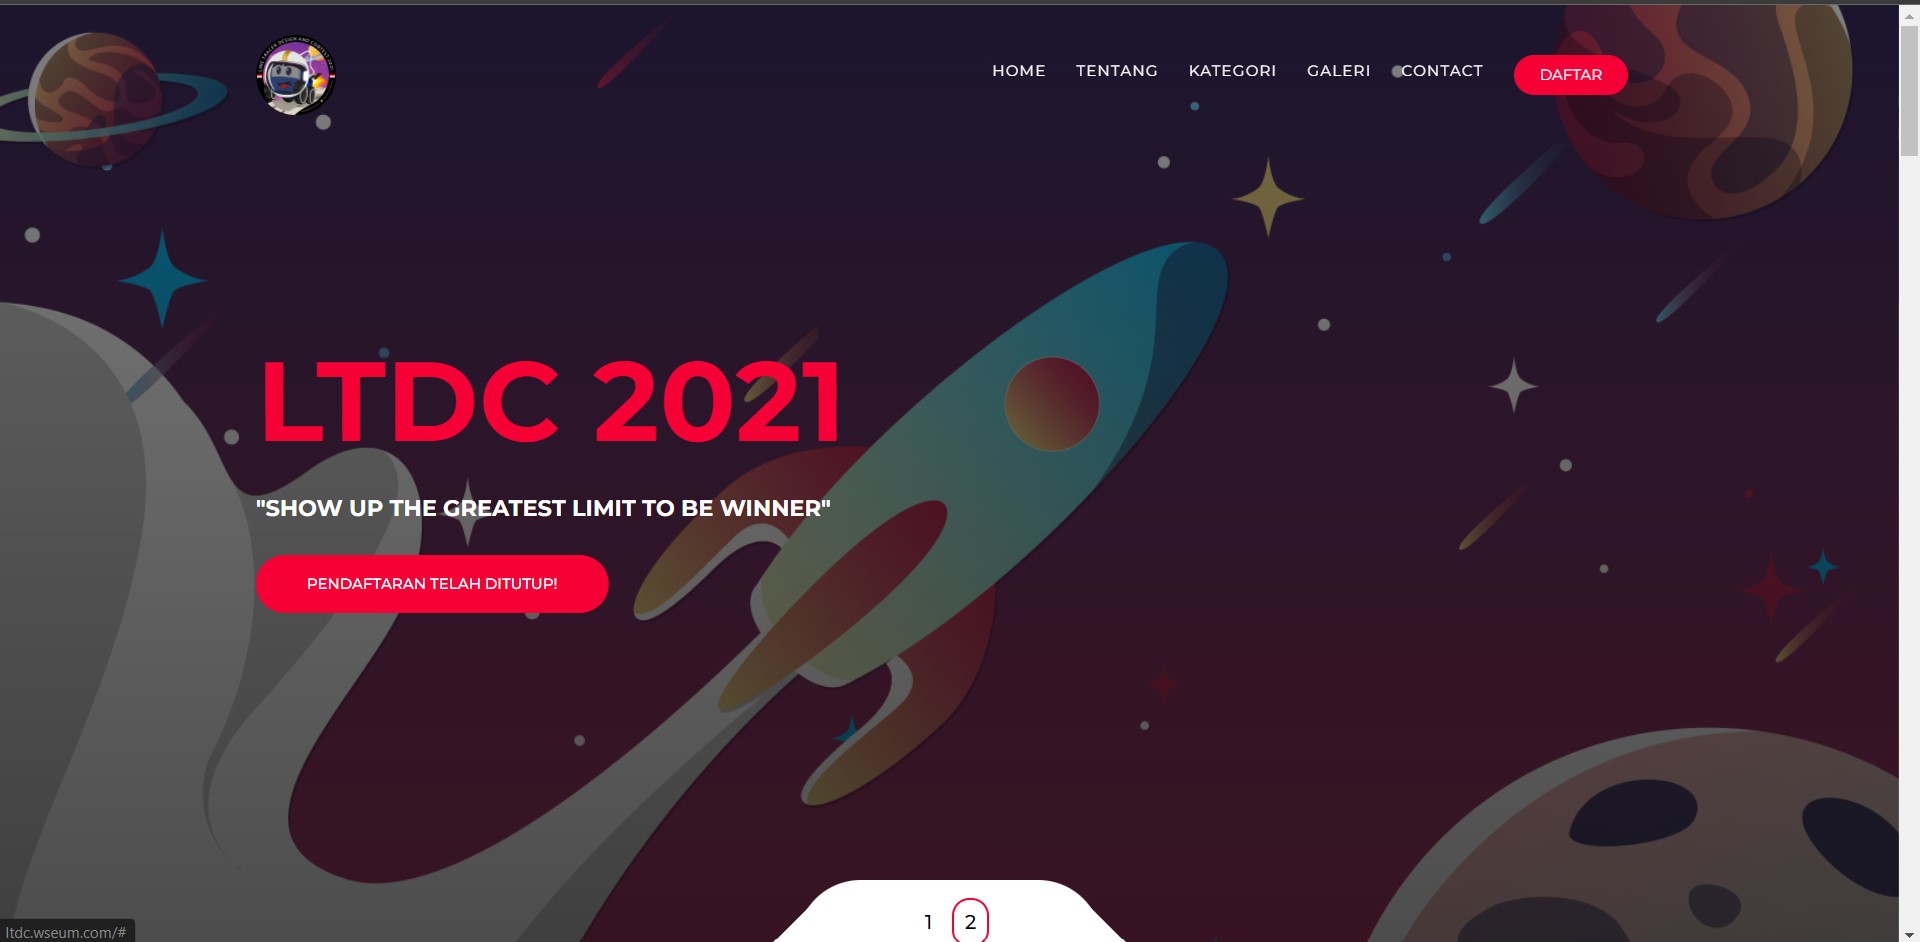 HOME TENTANG KATEGORI GALERI CONTACT DAFTAR
LTDC 2021
"SHOW UP THE GREATEST LIMIT TO BE WINNER"
PENDAFTARAN TELAH DITUTUP!
1 2
ltdc.wseum.com/#